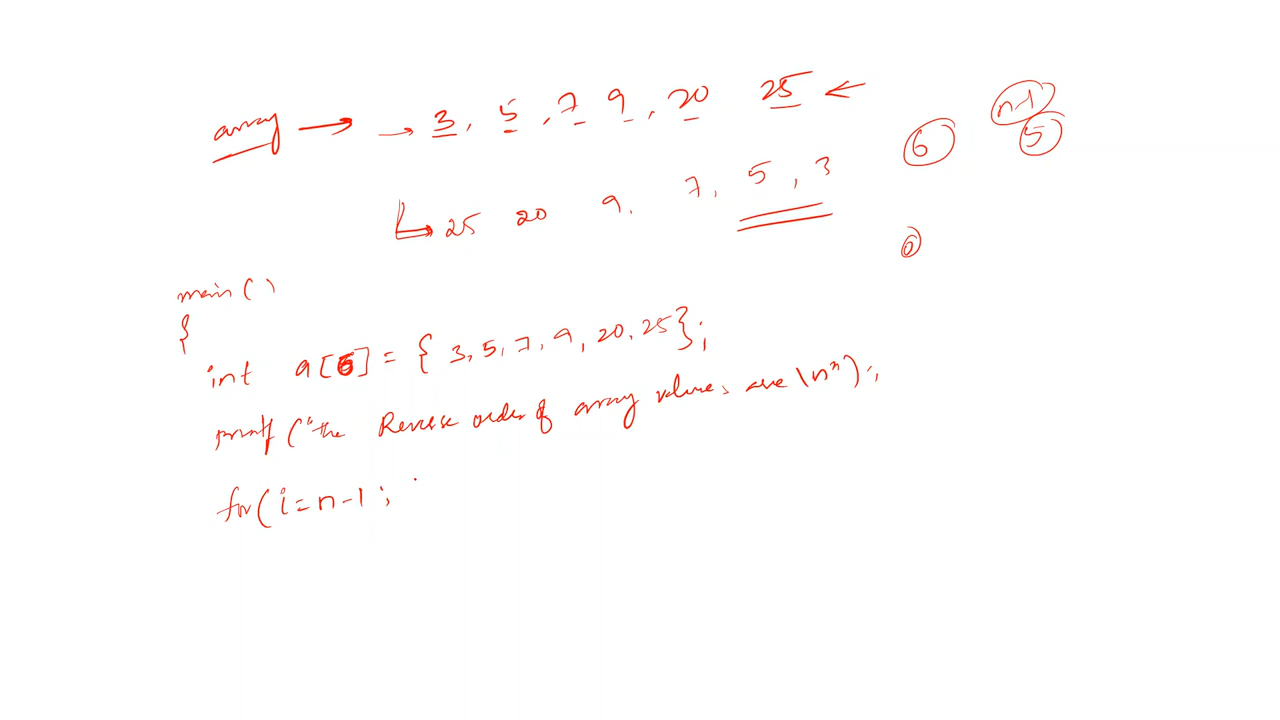 array → → 3, 5, 7 9, 20 25 ←
n-1
6 5
25 20 9, 7, 5, 3
0
main()
{
int a[6] = { 3, 5, 7, 9, 20, 25};
printf ("the Reverse order of array values are \n");
for( i=n-1;